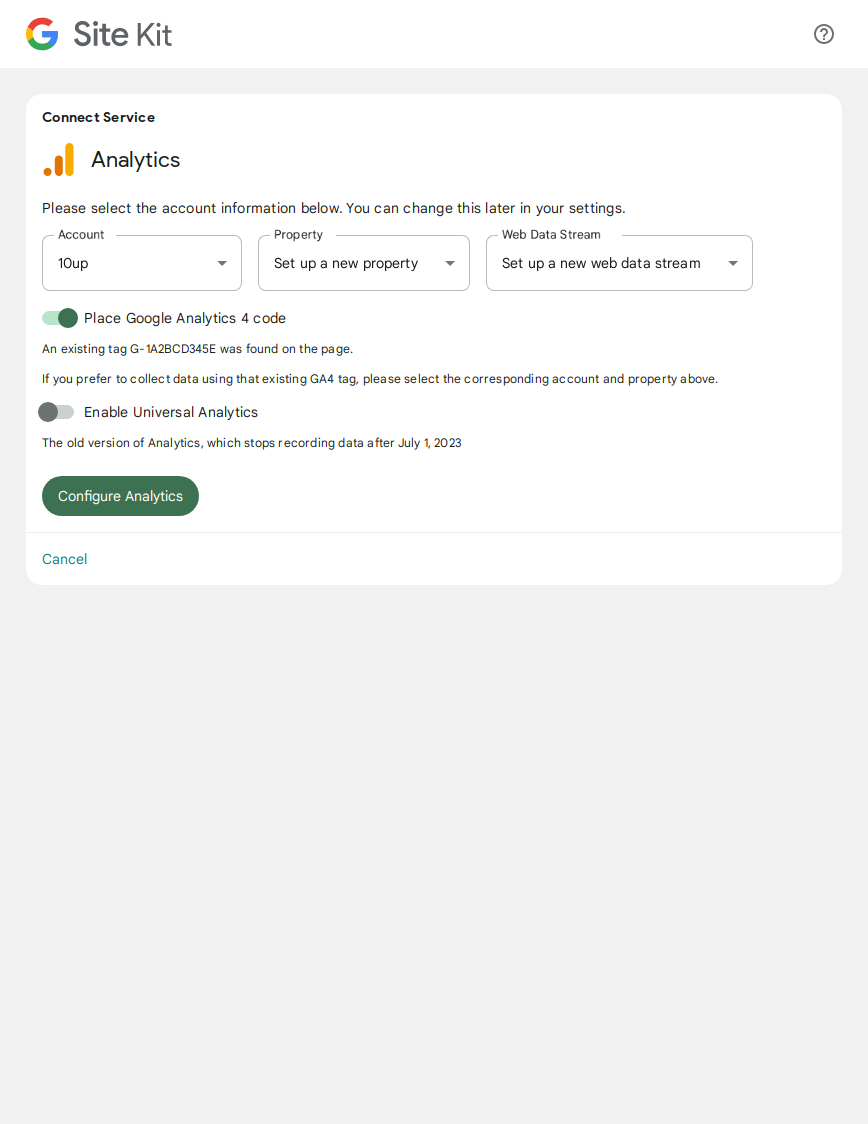 Site Kit
Connect Service
Analytics
Please select the account information below. You can change this later in your settings.
Account
10up
Property
Set up a new property
Web Data Stream
Set up a new web data stream
Place Google Analytics 4 code
An existing tag G-1A2BCD345E was found on the page.
If you prefer to collect data using that existing GA4 tag, please select the corresponding account and property above.
Enable Universal Analytics
The old version of Analytics, which stops recording data after July 1, 2023
Configure Analytics
Cancel